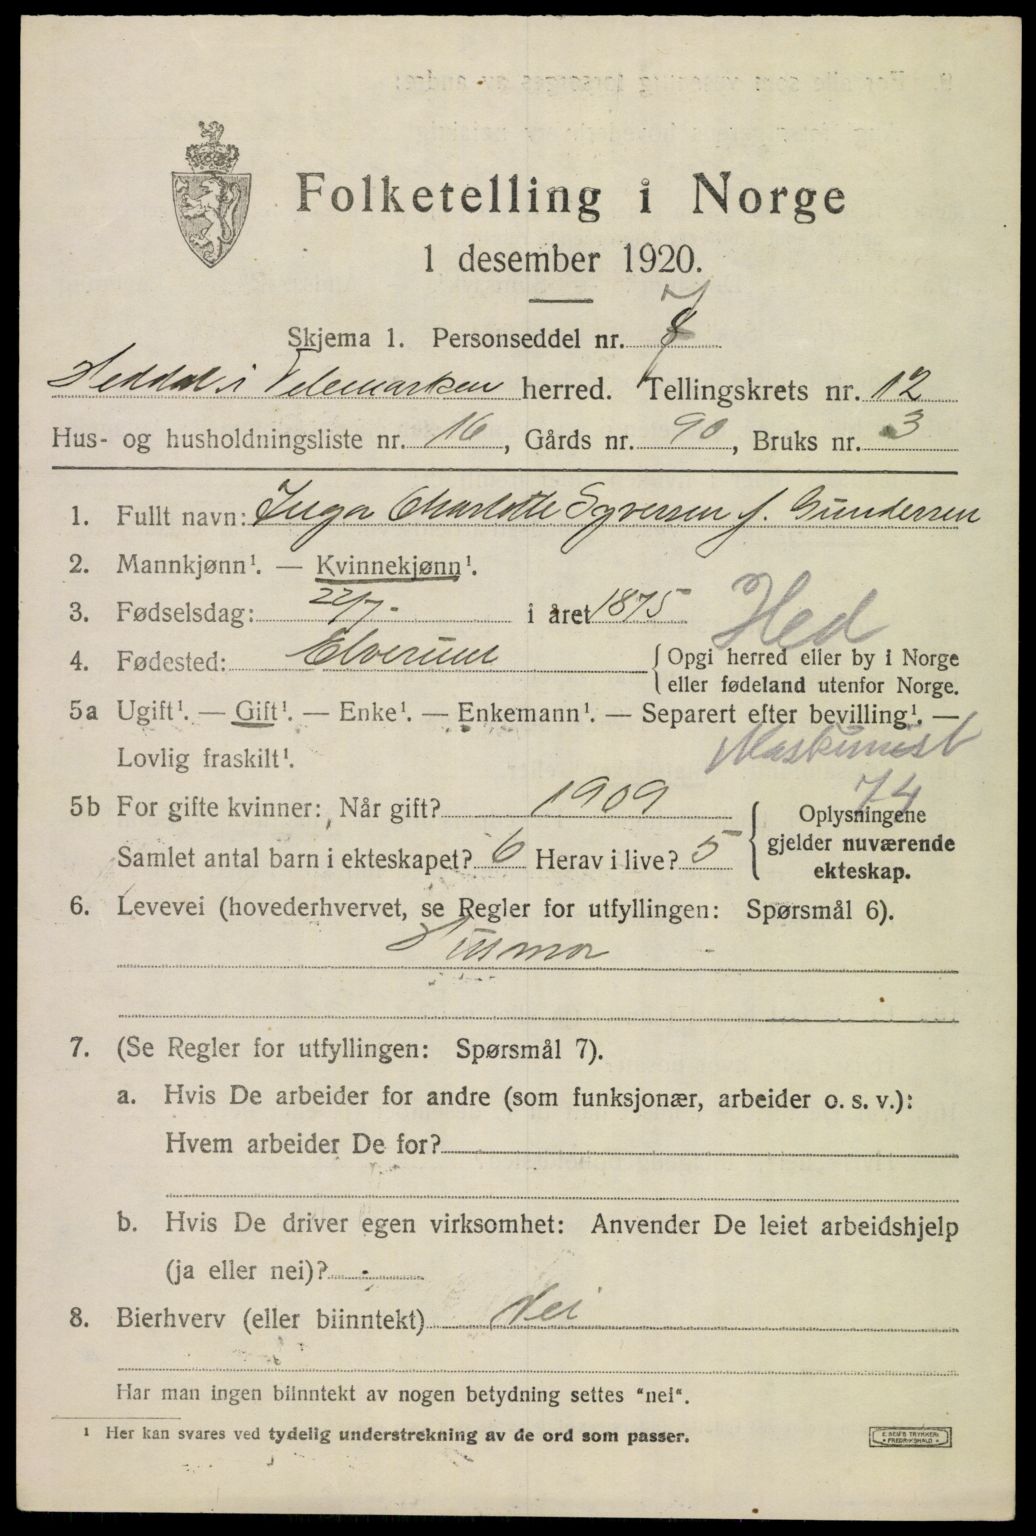 Folketelling i Norge
1 desember 1920.
Skjema 1. Personseddel nr. 7
Heddal i Telemarken herred. Tellingskrets nr. 12
Hus- og husholdningsliste nr. 16, Gårds nr. 90, Bruks nr. 3
1. Fullt navn: Inga Charlotte Syversen f. Gundersen
2. Mannkjønn¹. — Kvinnekjønn¹.
3. Fødselsdag: 22/7- i året 1875
Hed
4. Fødested: Elverum { Opgi herred eller by i Norge
eller fødeland utenfor Norge.
5a Ugift¹. — Gift¹. — Enke¹. — Enkemann¹. — Separert efter bevilling¹. —
Lovlig fraskilt¹.
Maskinist
74
5b For gifte kvinner: Når gift? 1909
Samlet antal barn i ekteskapet? 6 Herav i live? 5
Oplysningene
gjelder nuværende
ekteskap.
6. Levevei (hovederhvervet, se Regler for utfyllingen: Spørsmål 6).
Husmor
7. (Se Regler for utfyllingen: Spørsmål 7).
a. Hvis De arbeider for andre (som funksjonær, arbeider o. s. v.):
Hvem arbeider De for?
b. Hvis De driver egen virksomhet: Anvender De leiet arbeidshjelp
(ja eller nei)? -
8. Bierhverv (eller biinntekt) Nei
Har man ingen biinntekt av nogen betydning settes "nei".
¹ Her kan svares ved tydelig understrekning av de ord som passer.
E. SEM'S TRYKKERI
FREDRIKSHALD